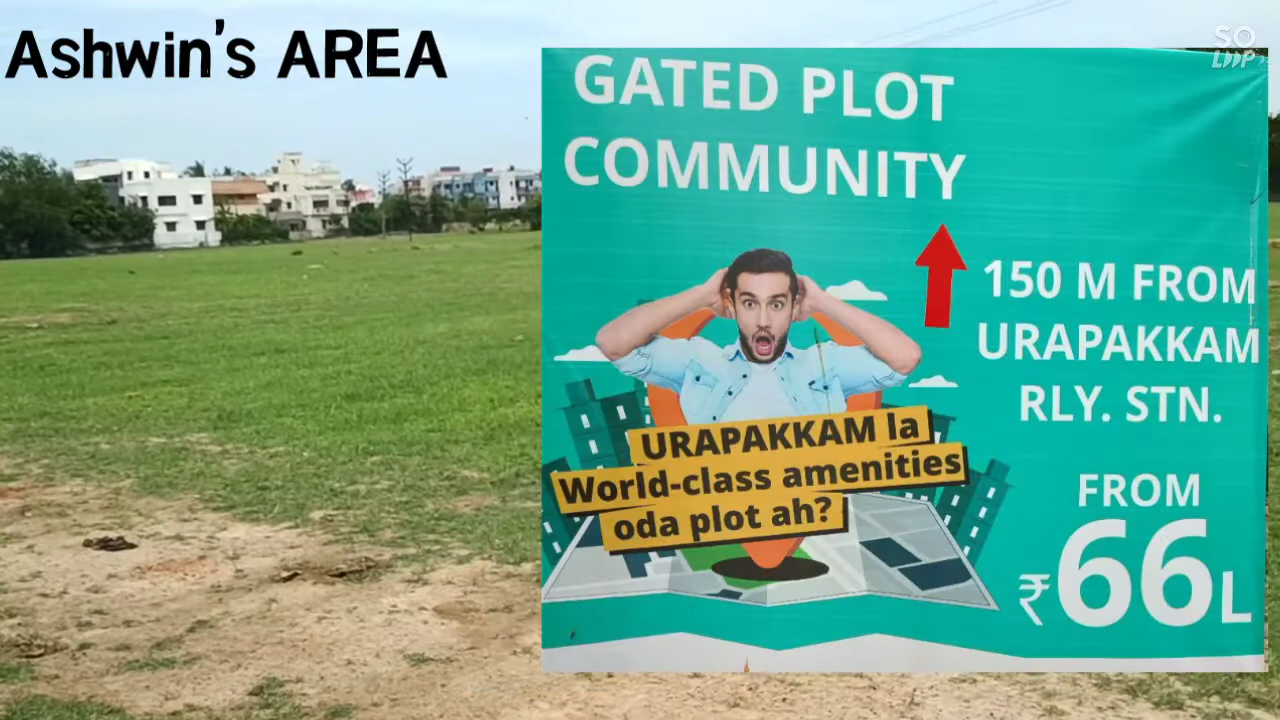 Ashwin's AREA
SO
LOOP
GATED PLOT
COMMUNITY
150 M FROM
URAPAKKAM
RLY. STN.
URAPAKKAM la
World-class amenities
oda plot ah?
FROM
₹66L